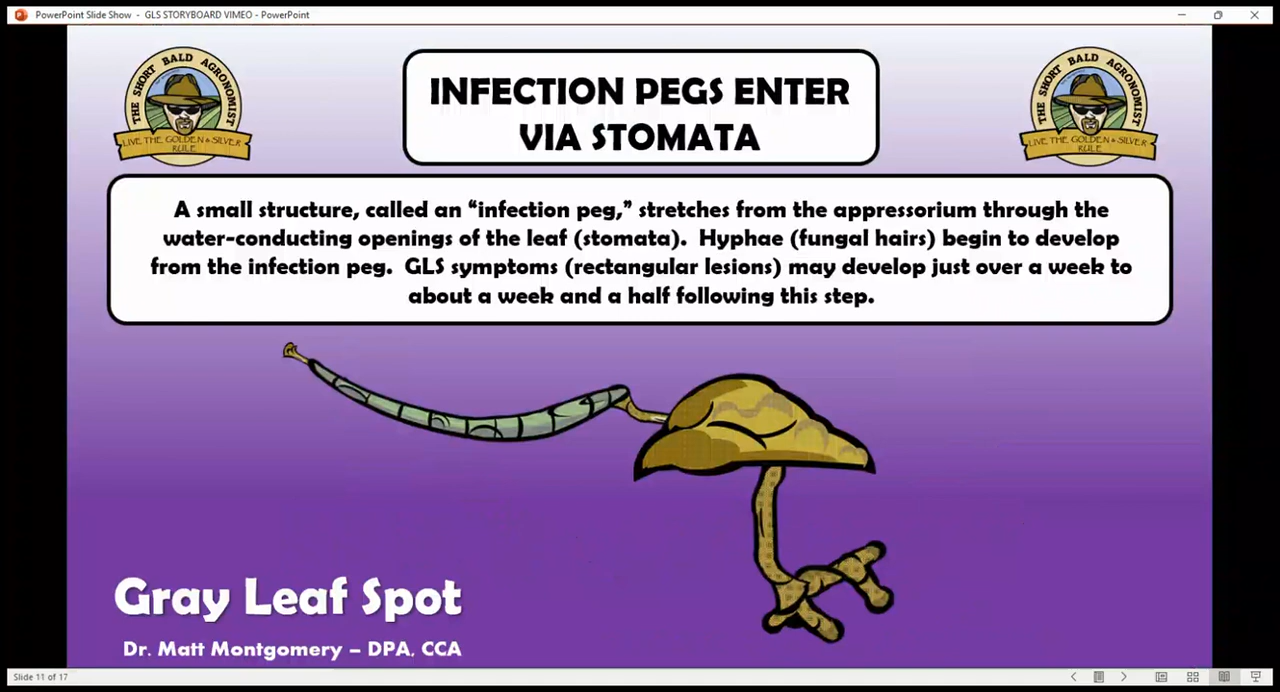 PowerPoint Slide Show - GLS STORYBOARD VIMEO - PowerPoint
THE SHORT BALD AGRONOMIST
LIVE THE GOLDEN & SILVER
RULE
INFECTION PEGS ENTER
VIA STOMATA
THE SHORT BALD AGRONOMIST
LIVE THE GOLDEN & SILVER
RULE
A small structure, called an “infection peg,” stretches from the appressorium through the
water-conducting openings of the leaf (stomata). Hyphae (fungal hairs) begin to develop
from the infection peg. GLS symptoms (rectangular lesions) may develop just over a week to
about a week and a half following this step.
Gray Leaf Spot
Dr. Matt Montgomery – DPA, CCA
Slide 11 of 17